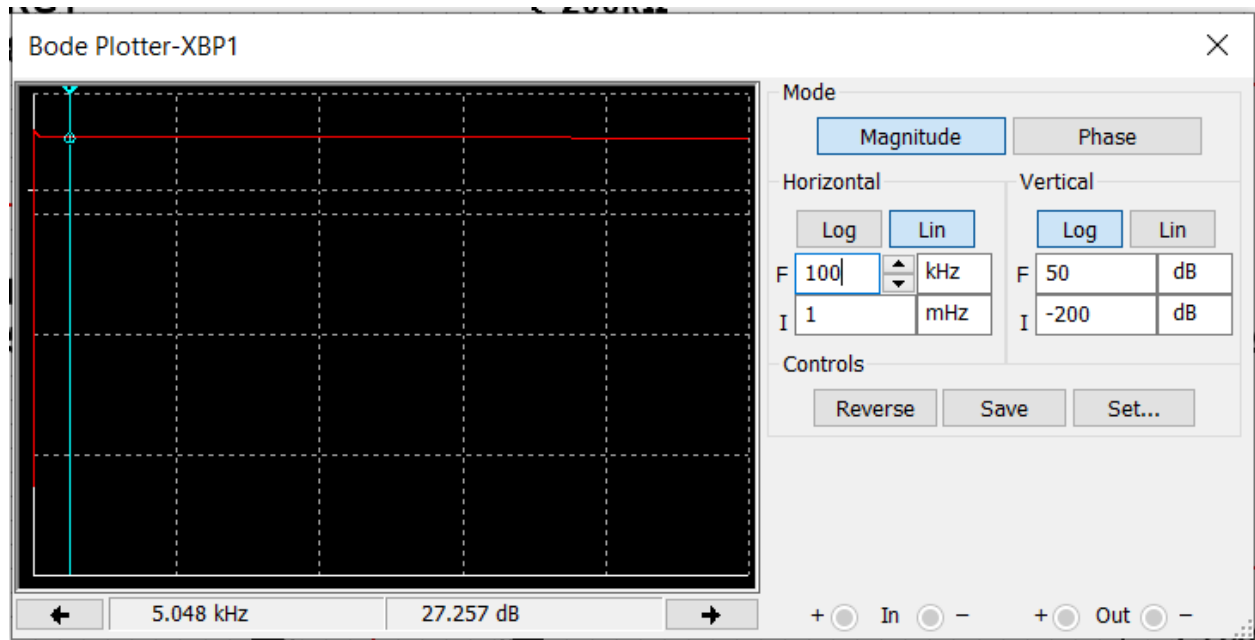 Bode Plotter-XBP1
Mode
Magnitude Phase
Horizontal Vertical
Log Lin Log Lin
F 100 kHz F 50 dB
I 1 mHz I -200 dB
Controls
Reverse Save Set...
5.048 kHz 27.257 dB + In - + Out -